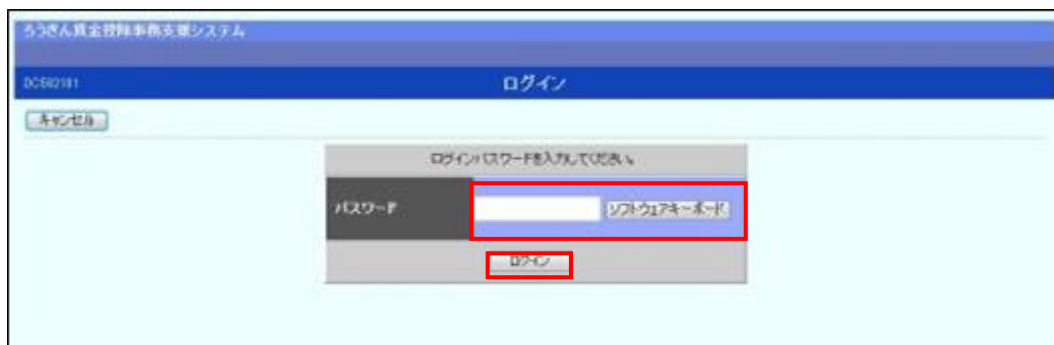 ろうきん賃金控除事務支援システム
ログイン
キャンセル
ログインパスワードを入力してください。
パスワード
ソフトウェアキーボード
ログイン